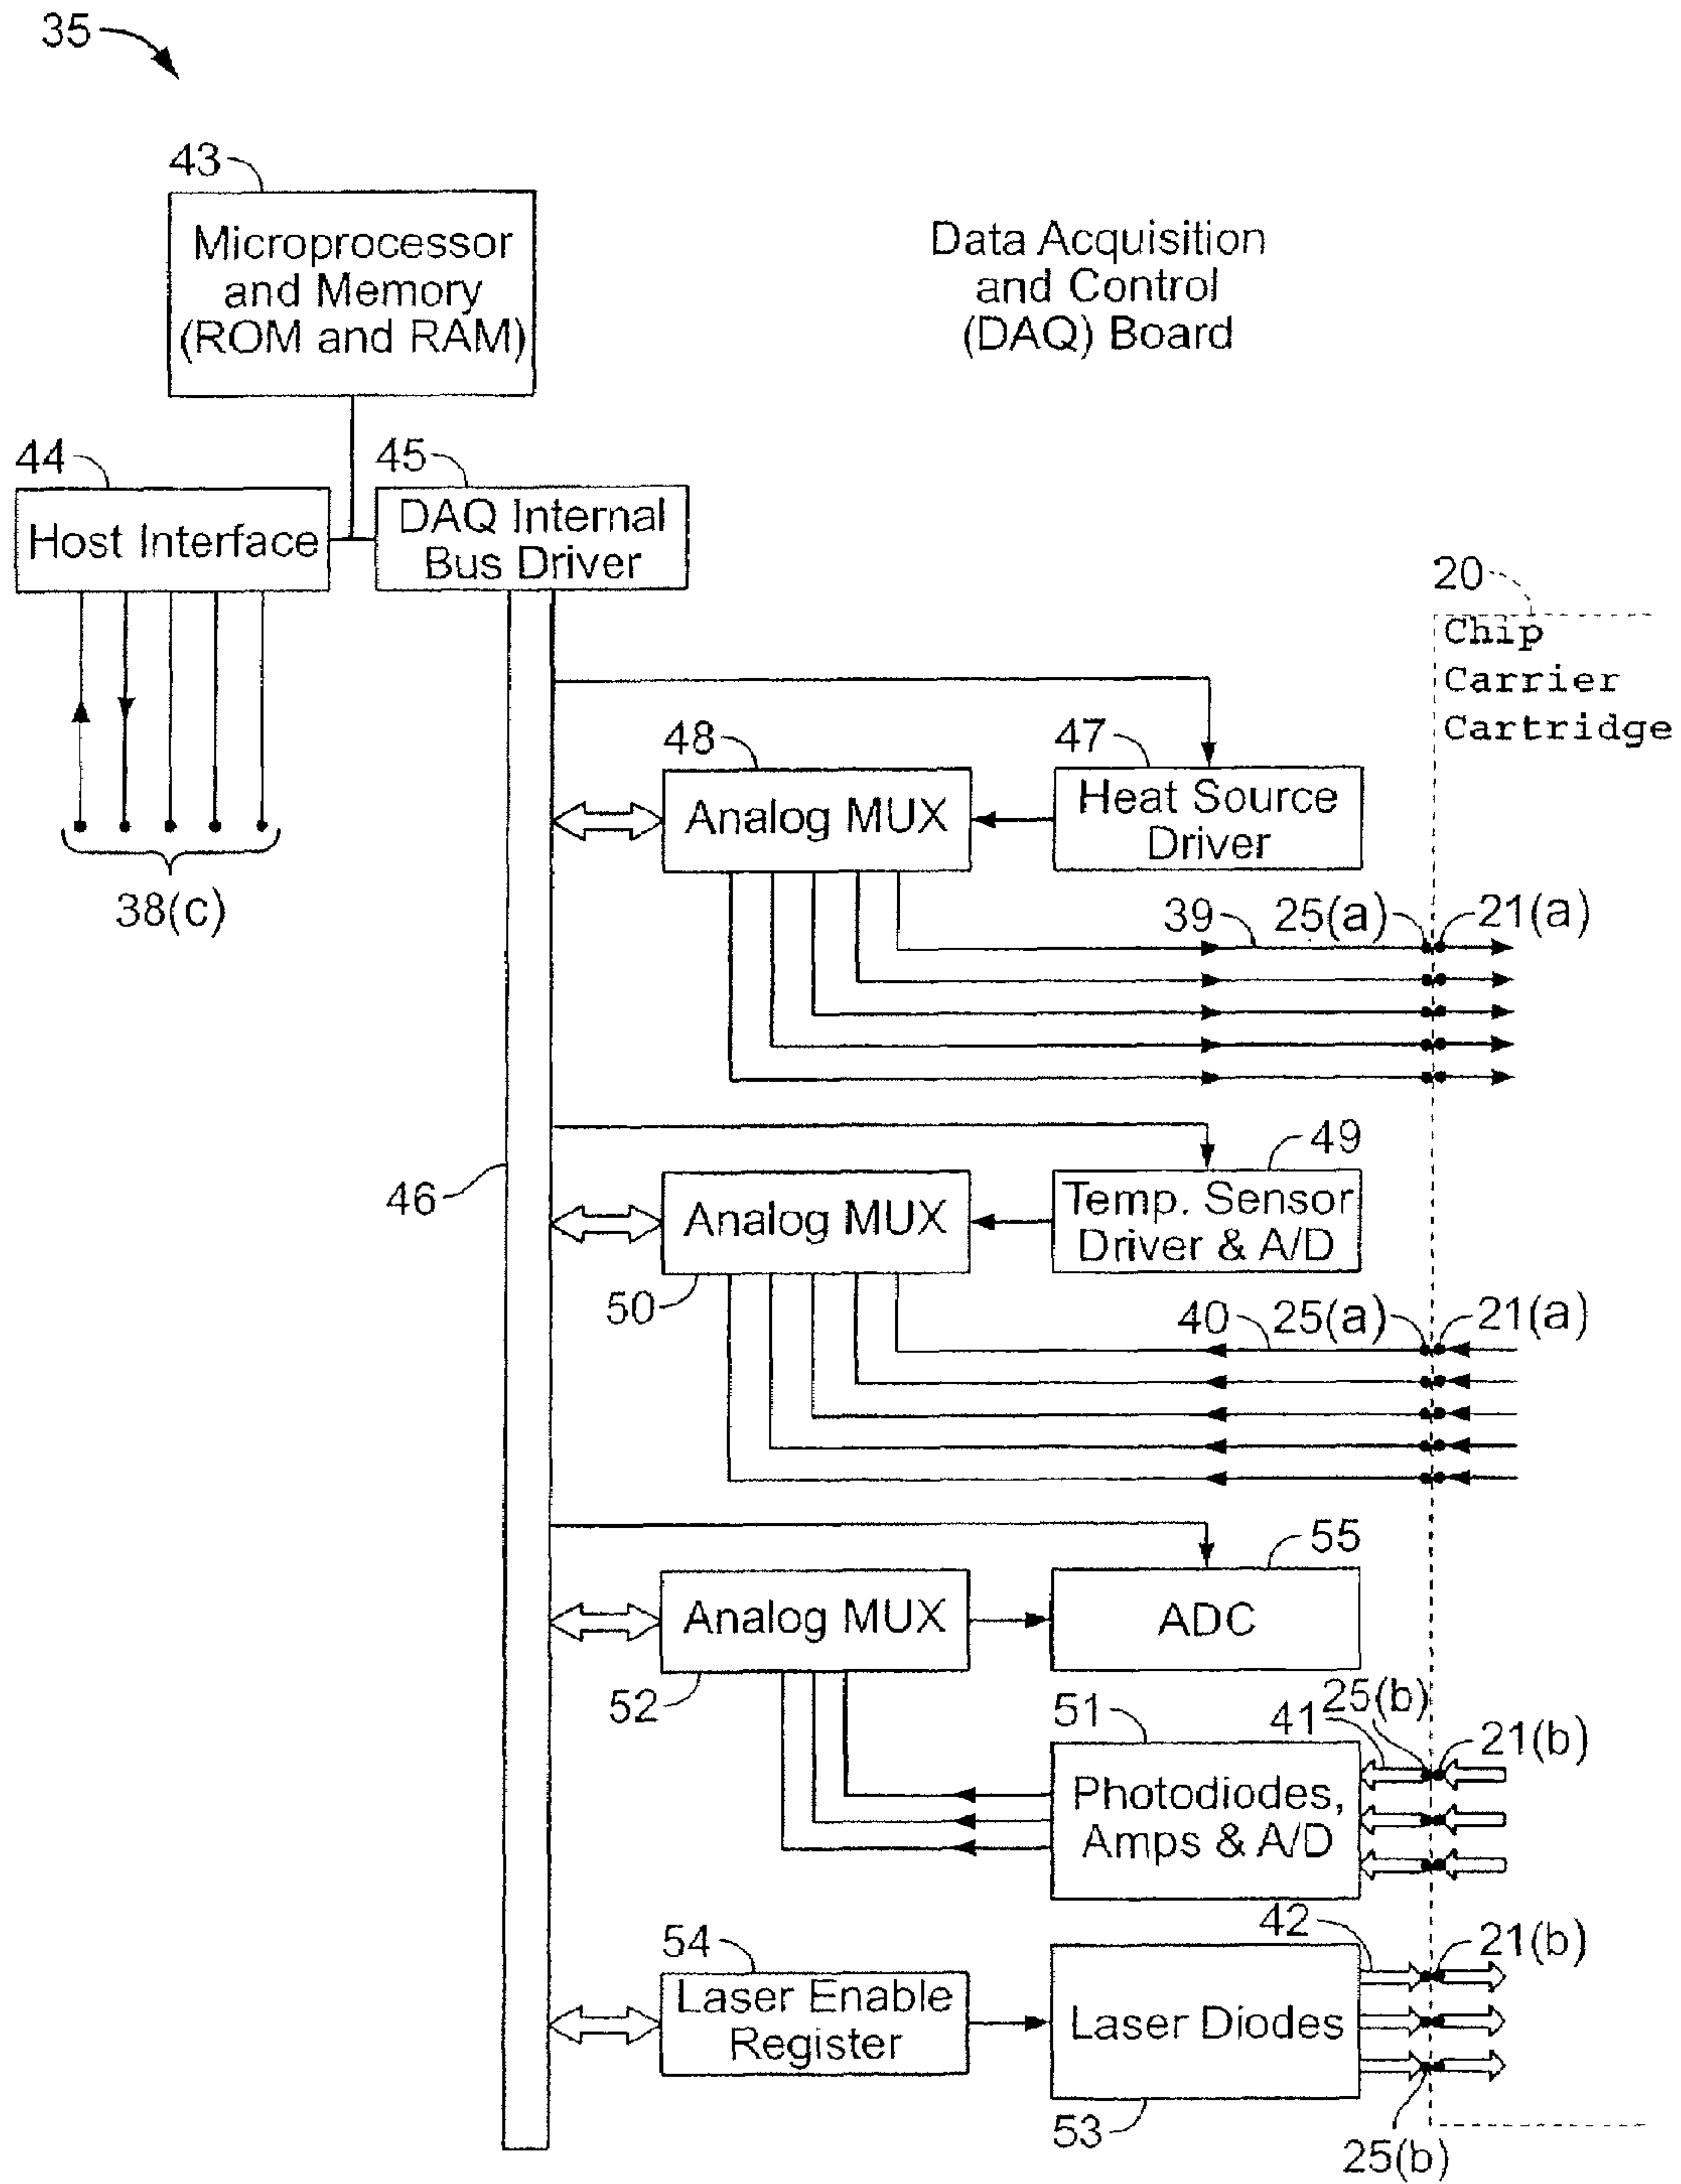 35
43
Microprocessor
and Memory
(ROM and RAM)
Data Acquisition
and Control
(DAQ) Board
44
Host Interface
45
DAQ Internal
Bus Driver
38(c)
20
Chip
Carrier
Cartridge
48
Analog MUX
47
Heat Source
Driver
39
25(a)
21(a)
46
Analog MUX
50
49
Temp. Sensor
Driver & A/D
40
25(a)
21(a)
Analog MUX
52
55
ADC
51
Photodiodes,
Amps & A/D
41
25(b)
21(b)
54
Laser Enable
Register
42
21(b)
Laser Diodes
53
25(b)